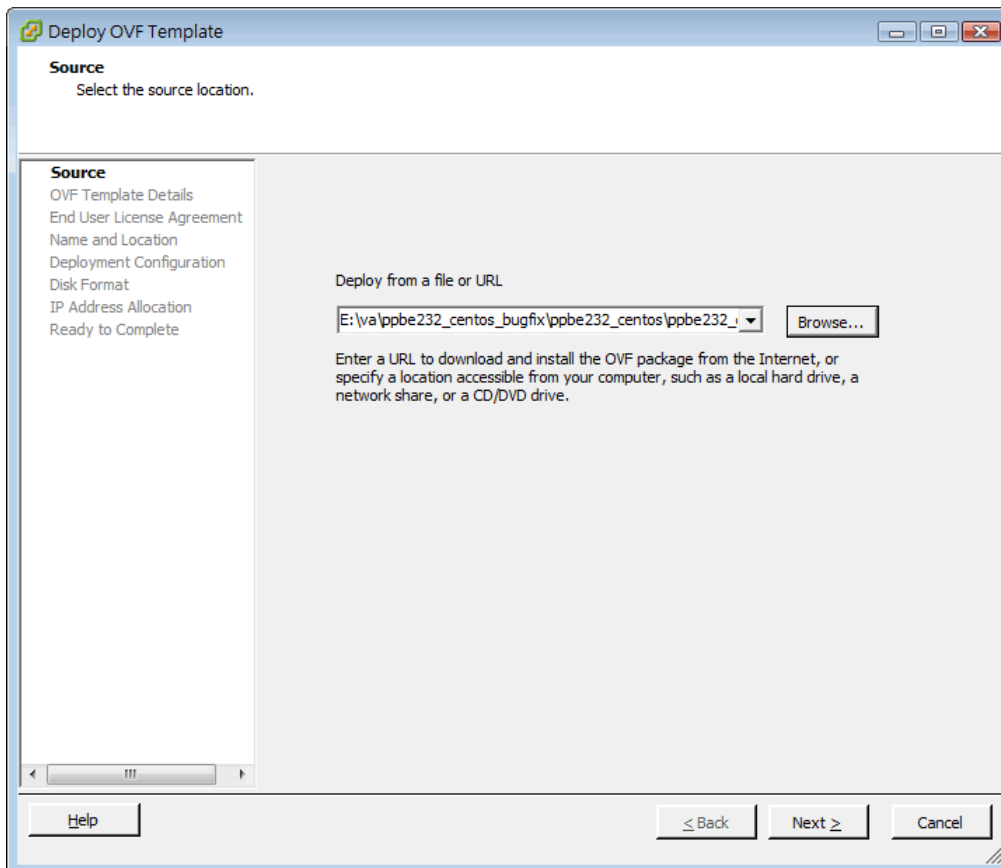 Deploy OVF Template
Source
Select the source location.
Source
OVF Template Details
End User License Agreement
Name and Location
Deployment Configuration
Disk Format
IP Address Allocation
Ready to Complete
Deploy from a file or URL
E:\va\ppbe232_centos_bugfix\ppbe232_centos\ppbe232_
Browse...
Enter a URL to download and install the OVF package from the Internet, or
specify a location accessible from your computer, such as a local hard drive, a
network share, or a CD/DVD drive.
Help
< Back
Next >
Cancel